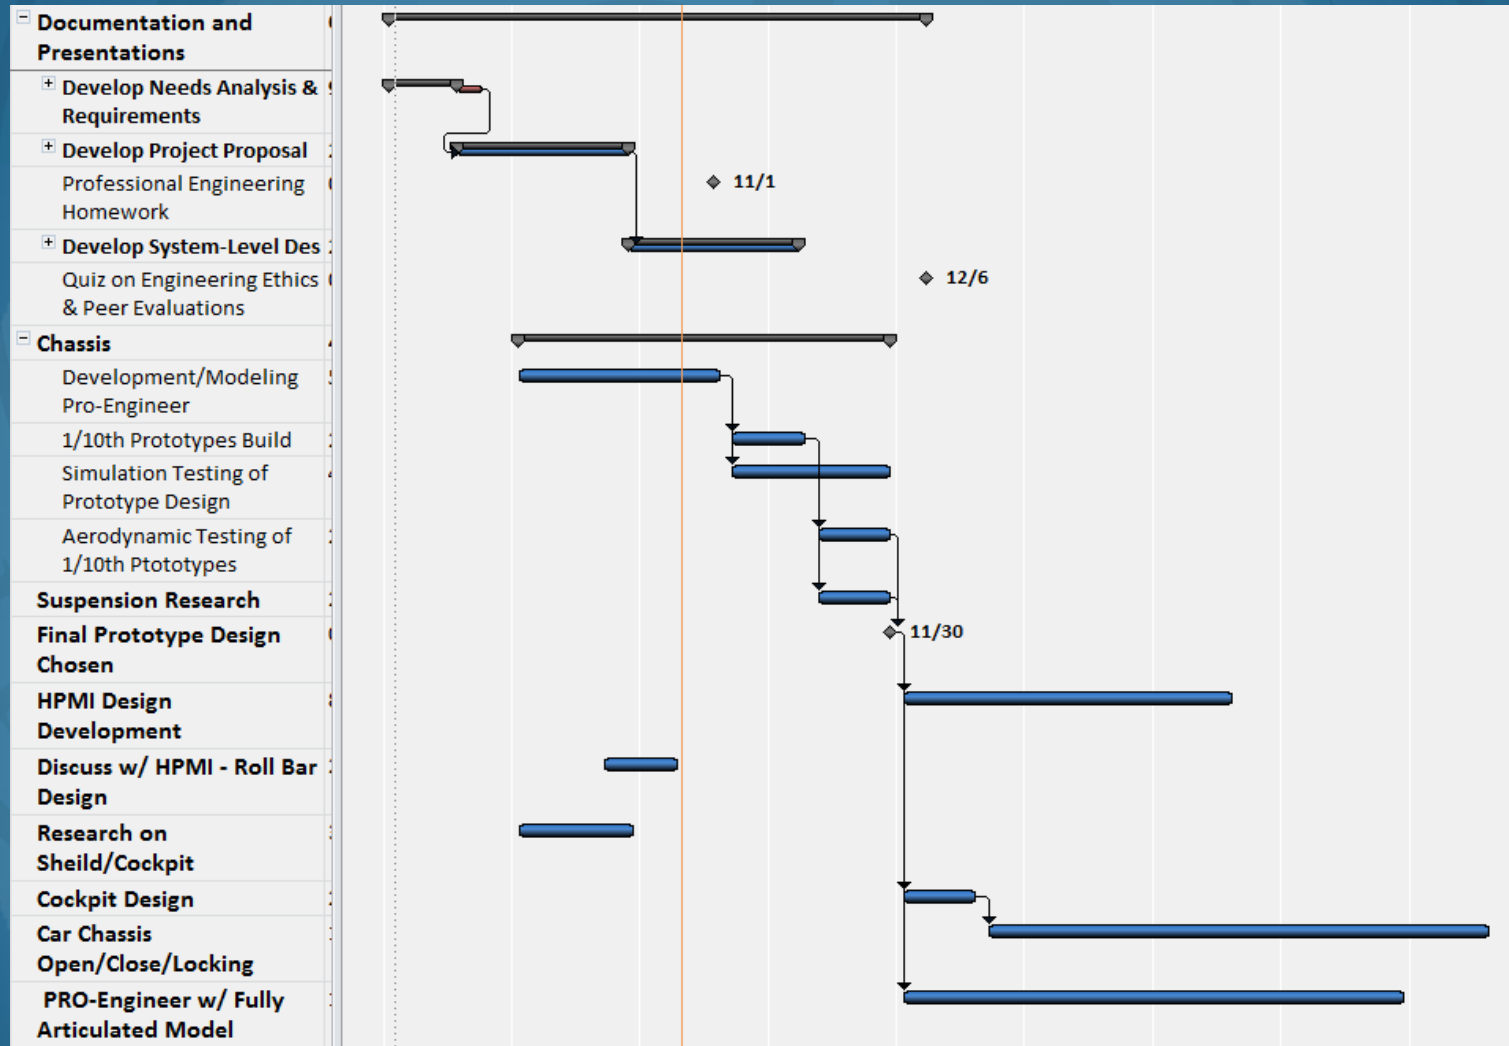 Documentation and
Presentations
Develop Needs Analysis &
Requirements
Develop Project Proposal
Professional Engineering
Homework
11/1
Develop System-Level Des
Quiz on Engineering Ethics
& Peer Evaluations
12/6
Chassis
Development/Modeling
Pro-Engineer
1/10th Prototypes Build
Simulation Testing of
Prototype Design
Aerodynamic Testing of
1/10th Ptototypes
Suspension Research
Final Prototype Design
Chosen
11/30
HPMI Design
Development
Discuss w/ HPMI - Roll Bar
Design
Research on
Sheild/Cockpit
Cockpit Design
Car Chassis
Open/Close/Locking
PRO-Engineer w/ Fully
Articulated Model